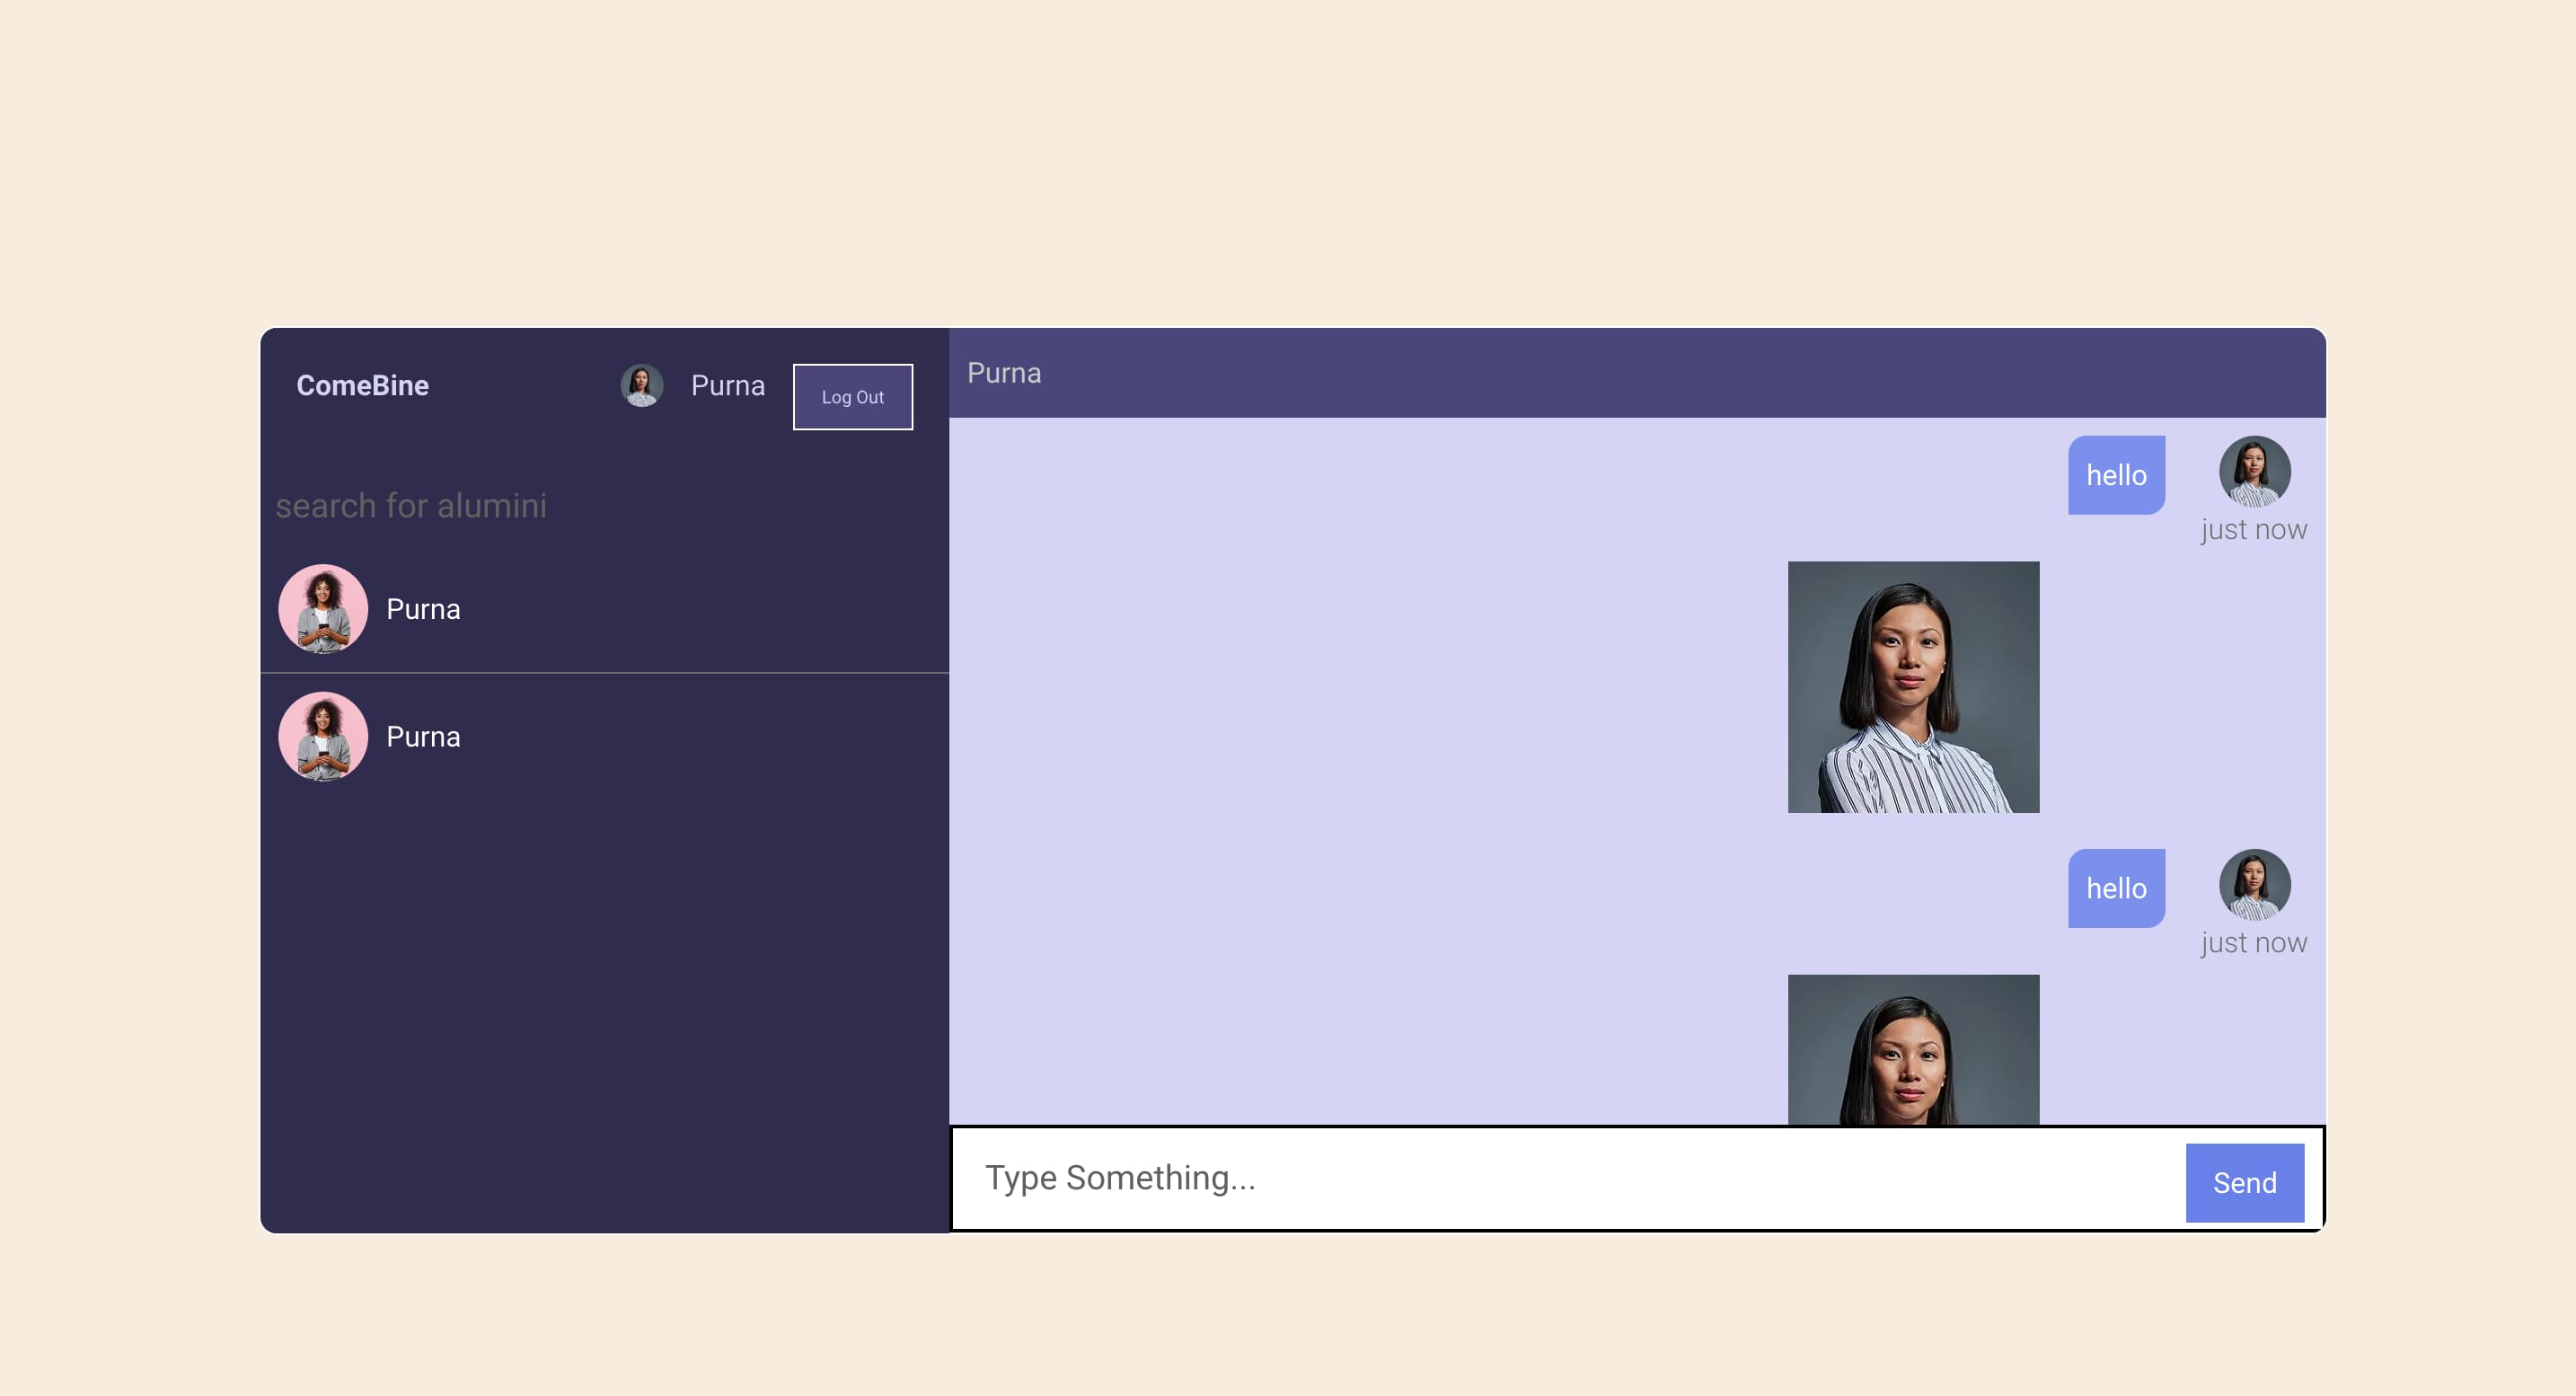 ComeBine
Purna
Log Out
search for alumini
Purna
Purna
Purna
hello
just now
hello
just now
Type Something...
Send